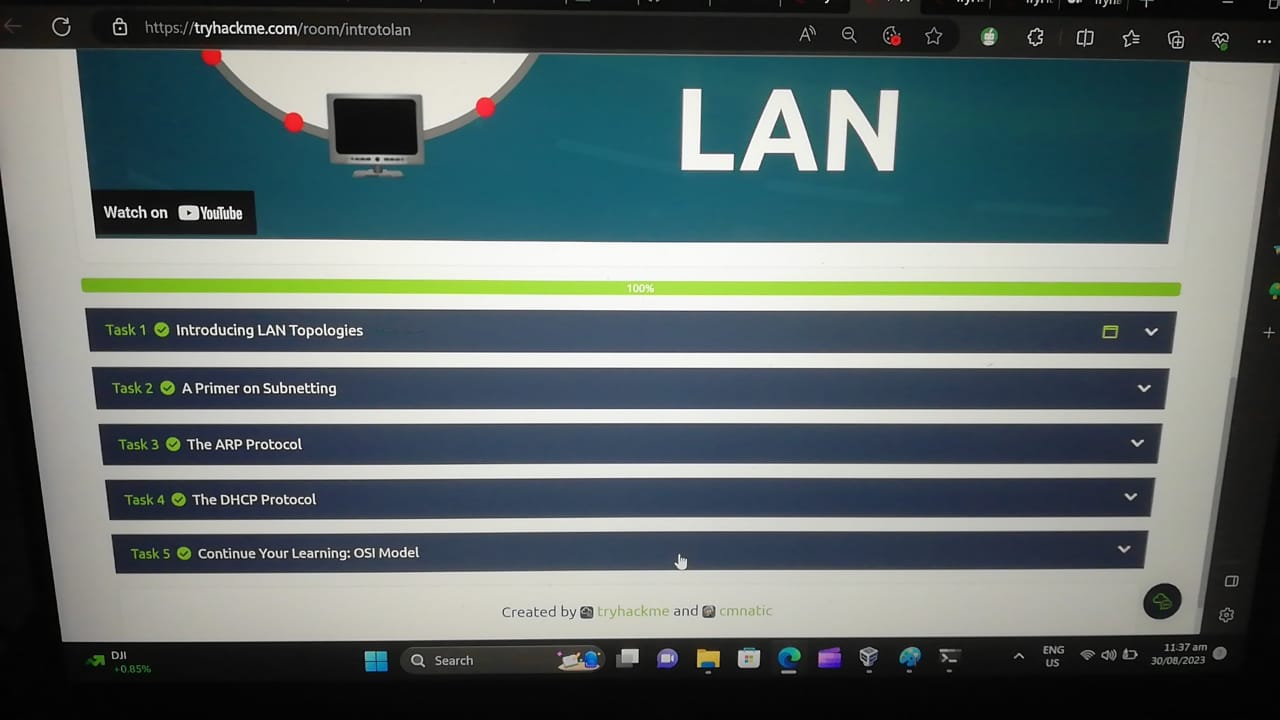 https://tryhackme.com/room/introtolan
LAN
Watch on YouTube
100%
Task 1 Introducing LAN Topologies
Task 2 A Primer on Subnetting
Task 3 The ARP Protocol
Task 4 The DHCP Protocol
Task 5 Continue Your Learning: OSI Model
Created by tryhackme and cmnatic
DJI
+0.85%
Search
ENG
US
11:37 am
30/08/2023